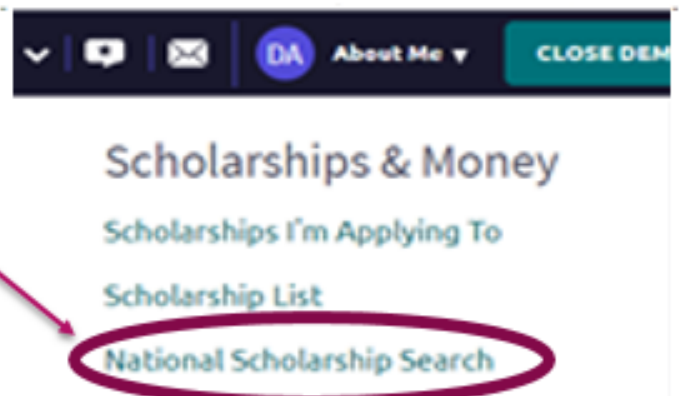 DA About Me ▼ CLOSE DEM
Scholarships & Money
Scholarships I'm Applying To
Scholarship List
National Scholarship Search